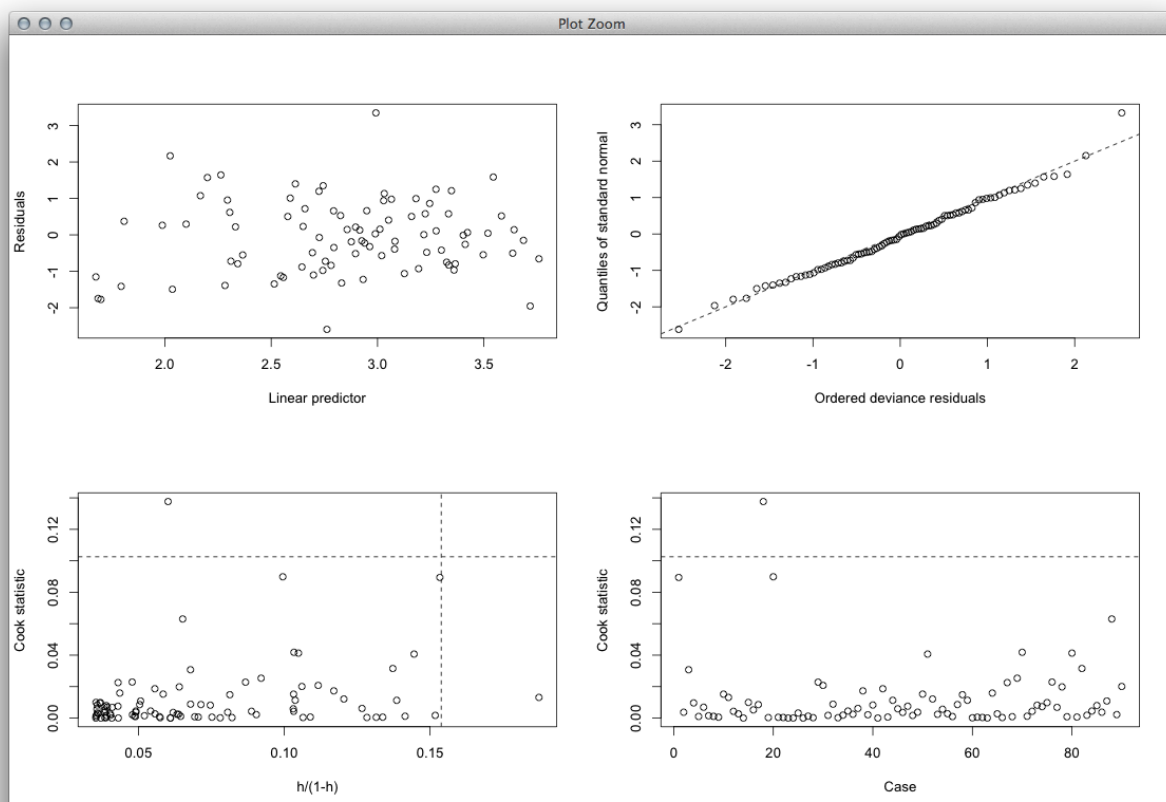 Plot Zoom
Residuals
3
2
1
0
-1
-2
2.0 2.5 3.0 3.5
Linear predictor
Quantiles of standard normal
3
2
1
0
-1
-2
-2 -1 0 1 2
Ordered deviance residuals
Cook statistic
0.12
0.08
0.04
0.00
0.05 0.10 0.15
h/(1-h)
Cook statistic
0.12
0.08
0.04
0.00
0 20 40 60 80
Case